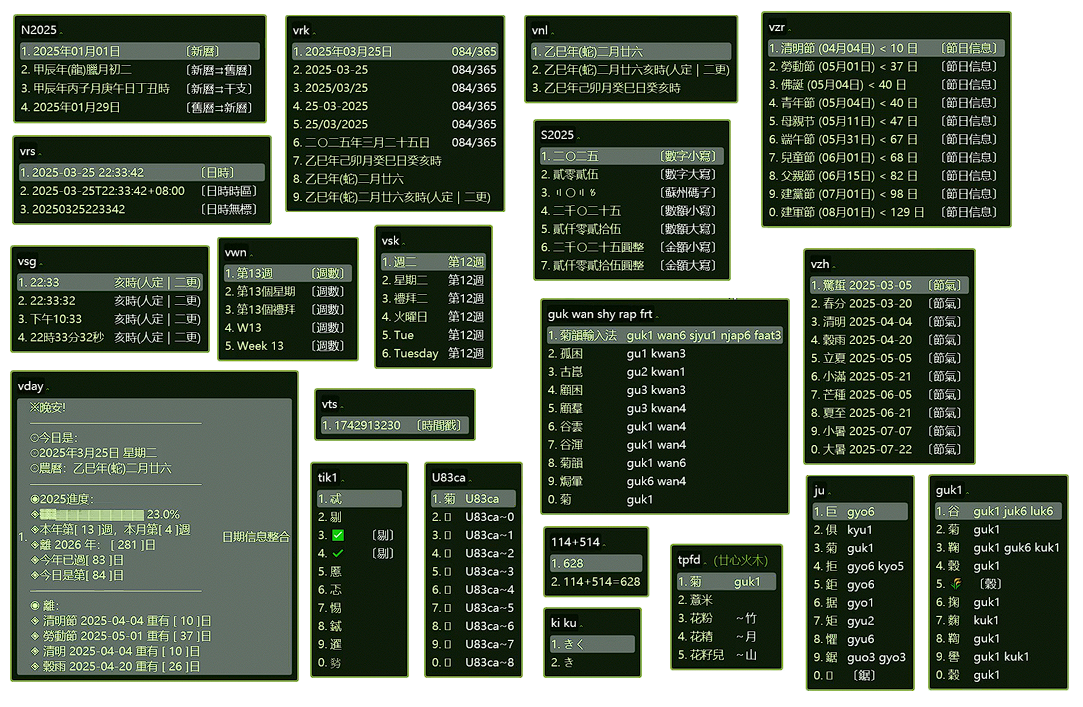 N2025
1. 2025年01月01日 〔新曆〕
2. 甲辰年(龍)臘月初二 〔新曆→舊曆〕
3. 甲辰年丙子月庚午日丁丑時 〔新曆→干支〕
4. 2025年01月29日 〔舊曆→新曆〕
vrs
1. 2025-03-25 22:33:42 〔日時〕
2. 2025-03-25T22:33:42+08:00 〔日時時區〕
3. 20250325223342 〔日時無標〕
vrk
1. 2025年03月25日 084/365
2. 2025-03-25 084/365
3. 2025/03/25 084/365
4. 25-03-2025 084/365
5. 25/03/2025 084/365
6. 二〇二五年三月二十五日 084/365
7. 乙巳年己卯月癸巳日癸亥時
8. 乙巳年(蛇)二月廿六
9. 乙巳年(蛇)二月廿六亥時(人定 | 二更)
vnl
1. 乙巳年(蛇)二月廿六
2. 乙巳年(蛇)二月廿六亥時(人定 | 二更)
3. 乙巳年己卯月癸巳日癸亥時
S2025
1. 二〇二五 〔數字小寫〕
2. 貳零貳伍 〔數字大寫〕
3. 〢〇〢〥 〔蘇州碼子〕
4. 二千〇二十五 〔數額小寫〕
5. 貳仟零貳拾伍 〔數額大寫〕
6. 二千〇二十五圓整 〔金額小寫〕
7. 貳仟零貳拾伍圓整 〔金額大寫〕
vzr
1. 清明節 (04月04日) < 10 日 〔節日信息〕
2. 勞動節 (05月01日) < 37 日 〔節日信息〕
3. 佛誕 (05月04日) < 40 日 〔節日信息〕
4. 青年節 (05月04日) < 40 日 〔節日信息〕
5. 母親节 (05月11日) < 47 日 〔節日信息〕
6. 端午節 (05月31日) < 67 日 〔節日信息〕
7. 兒童節 (06月01日) < 68 日 〔節日信息〕
8. 父親節 (06月15日) < 82 日 〔節日信息〕
9. 建黨節 (07月01日) < 98 日 〔節日信息〕
0. 建軍節 (08月01日) < 129 日 〔節日信息〕
vsg
1. 22:33 亥時(人定 | 二更)
2. 22:33:32 亥時(人定 | 二更)
3. 下午10:33 亥時(人定 | 二更)
4. 22時33分32秒 亥時(人定 | 二更)
vwn
1. 第13週 〔週數〕
2. 第13個星期 〔週數〕
3. 第13個禮拜 〔週數〕
4. W13 〔週數〕
5. Week 13 〔週數〕
vsk
1. 週二 第12週
2. 星期二 第12週
3. 禮拜二 第12週
4. 火曜日 第12週
5. Tue 第12週
6. Tuesday 第12週
guk wan shy rap frt
1. 菊韻輸入法 guk1 wan6 sjyu1 njap6 faat3
2. 孤困 gu1 kwan3
3. 古崑 gu2 kwan1
4. 顧困 gu3 kwan3
5. 顧羣 gu3 kwan4
6. 谷雲 guk1 wan4
7. 谷渾 guk1 wan4
8. 菊韻 guk1 wan6
9. 焗暈 guk6 wan4
0. 菊 guk1
vzh
1. 驚蟄 2025-03-05 〔節氣〕
2. 春分 2025-03-20 〔節氣〕
3. 清明 2025-04-04 〔節氣〕
4. 穀雨 2025-04-20 〔節氣〕
5. 立夏 2025-05-05 〔節氣〕
6. 小滿 2025-05-21 〔節氣〕
7. 芒種 2025-06-05 〔節氣〕
8. 夏至 2025-06-21 〔節氣〕
9. 小暑 2025-07-07 〔節氣〕
0. 大暑 2025-07-22 〔節氣〕
vday
※晚安!
○今日是:
○2025年3月25日 星期二
○農曆: 乙巳年(蛇)二月廿六
◉2025進度:
◈ 23.0%
◈本年第[ 13 ]週，本月第[ 4 ]週
◈離 2026 年: [ 281 ]日
◈今年已過[ 83 ]日
◈今日是第[ 84 ]日
1. 日期信息整合
◉ 離:
◈ 清明節 2025-04-04 重有 [ 10 ]日
◈ 勞動節 2025-05-01 重有 [ 37 ]日
◈ 清明 2025-04-04 重有 [ 10 ]日
◈ 穀雨 2025-04-20 重有 [ 26 ]日
vts
1. 1742913230 〔時間戳〕
tik1
1.
2. 剔
3. ✅ 〔剔〕
4. ✓ 〔剔〕
5. 慝
6. 忑
7. 惕
8.
9.
0.
U83ca
1. 菊 U83ca
2. U83ca~0
3. U83ca~1
4. U83ca~2
5. U83ca~3
6. U83ca~4
7. U83ca~5
8. U83ca~6
9. U83ca~7
0. U83ca~8
114+514
1. 628
2. 114+514=628
ki ku
1. きく
2. き
tpfd (廿心火木)
1. 菊 guk1
2. 薏米
3. 花粉 ~竹
4. 花精 ~月
5. 花籽兒 ~山
ju
1. 巨 gyo6
2. 俱 kyu1
3. 菊 guk1
4. 拒 gyo6 kyo5
5. 鉅 gyo6
6. 据 gyo1
7. 矩 gyu2
8. 懼 gyu6
9. 鋸 guo3 gyo3
0. 〔鋸〕
guk1
1. 谷 guk1 juk6 luk6
2. 菊 guk1
3. 鞠 guk1 guk6 kuk1
4. 穀 guk1
5. 🌾 〔穀〕
6. 掬 guk1
7. 麴 kuk1
8. 鞫 guk1
9. 嚳 guk1 kuk1
0. 榖 guk1